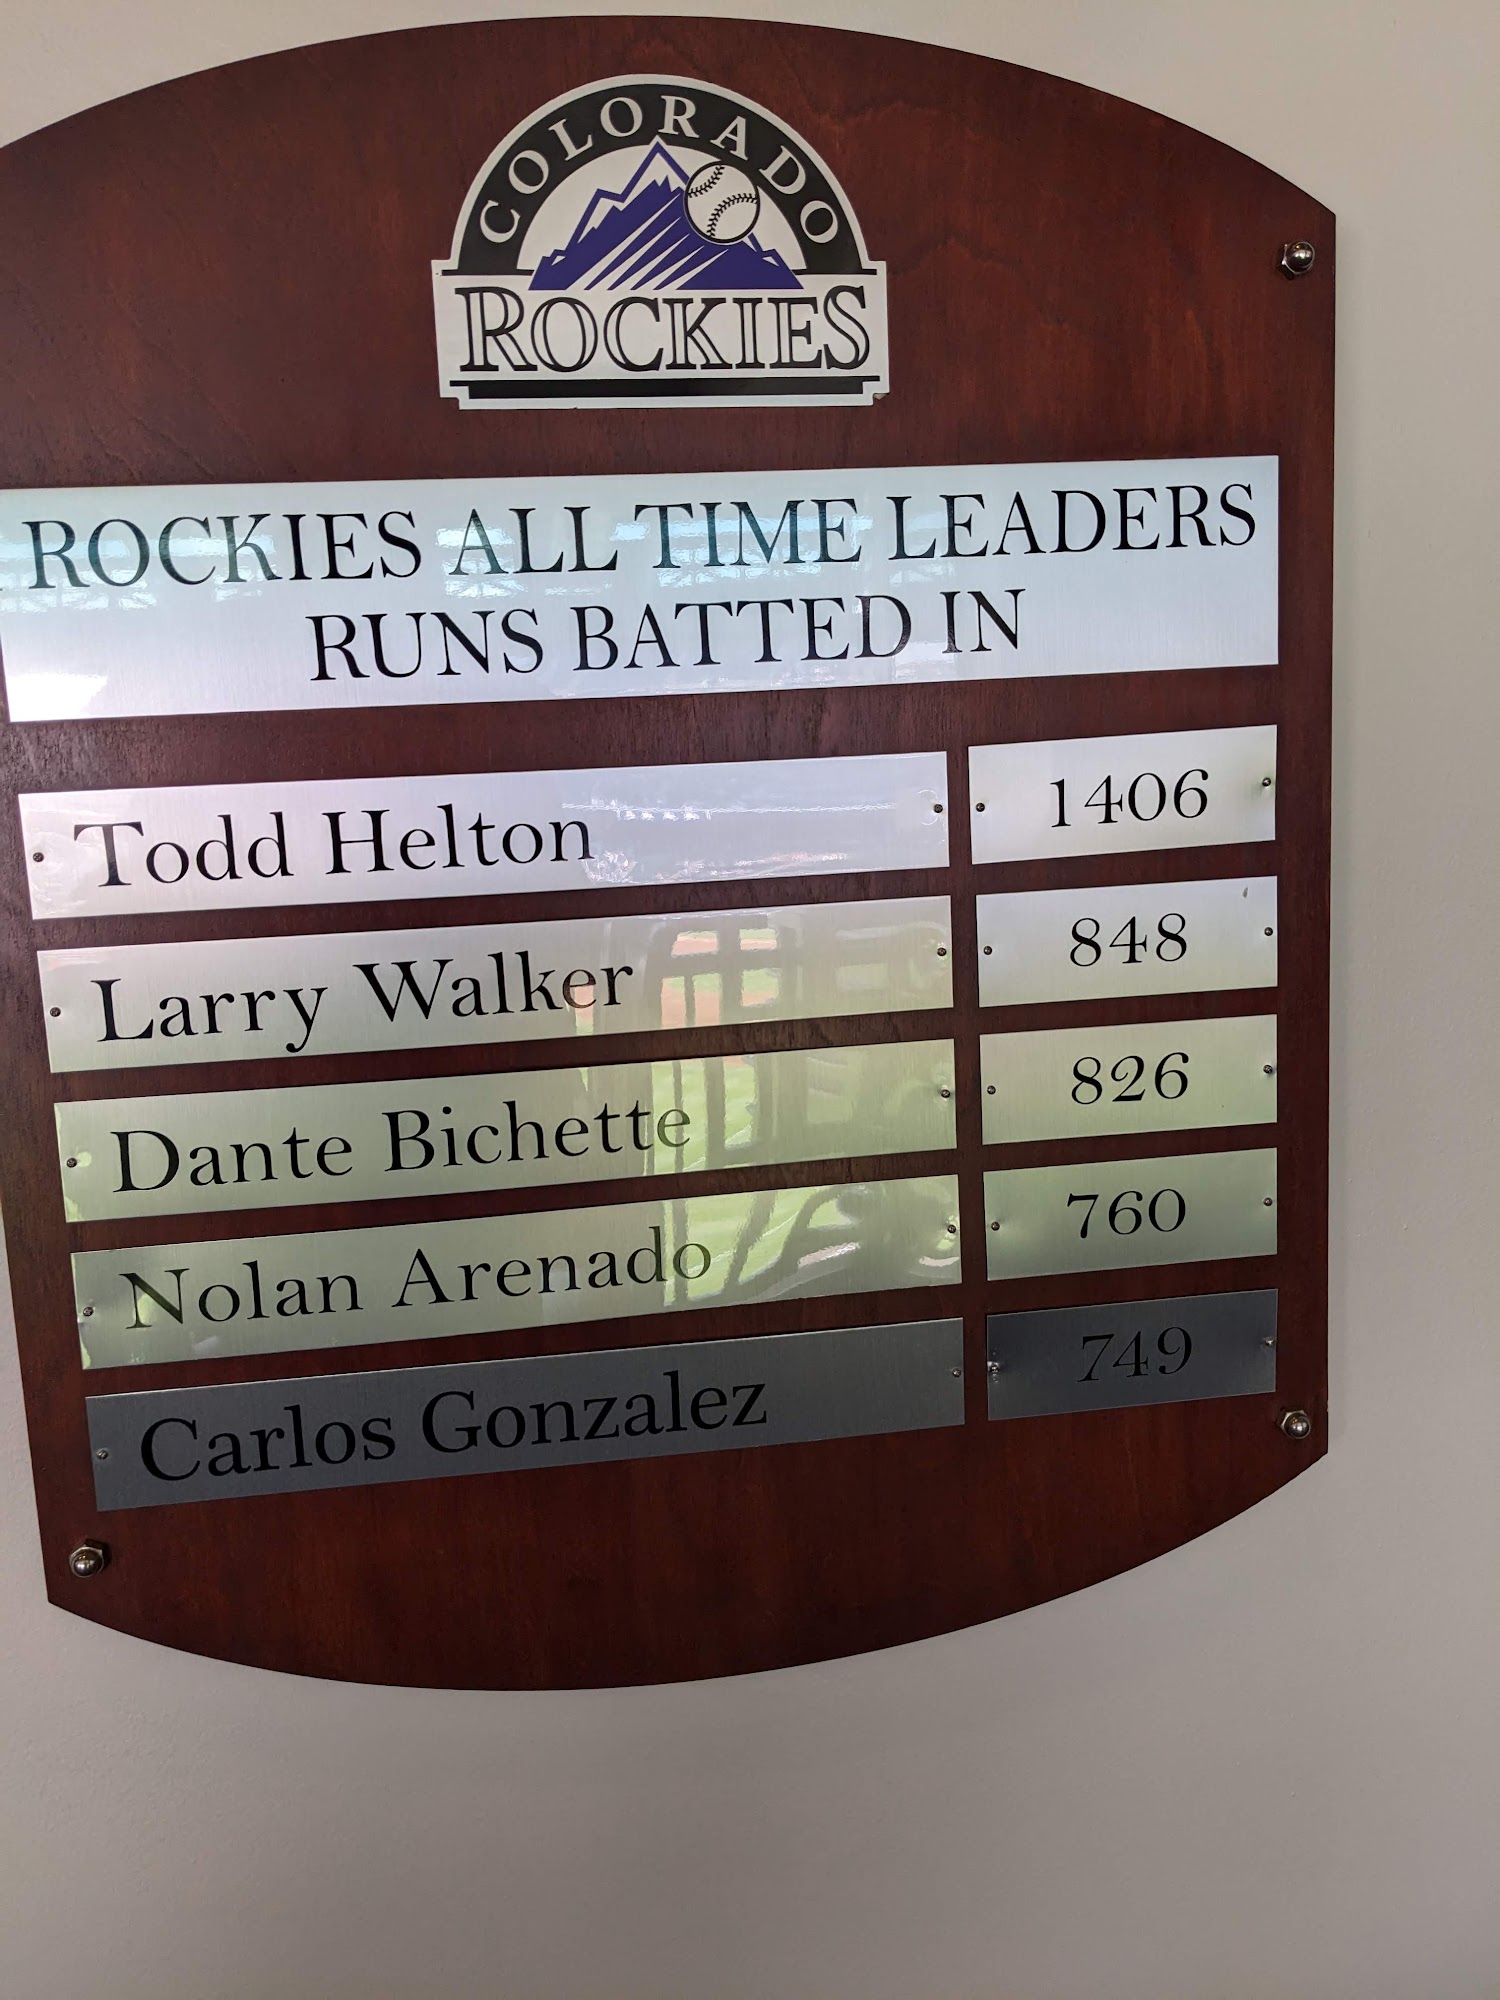 COLORADO
ROCKIES
ROCKIES ALL TIME LEADERS
RUNS BATTED IN
Todd Helton 1406
Larry Walker 848
Dante Bichette 826
Nolan Arenado 760
Carlos Gonzalez 749